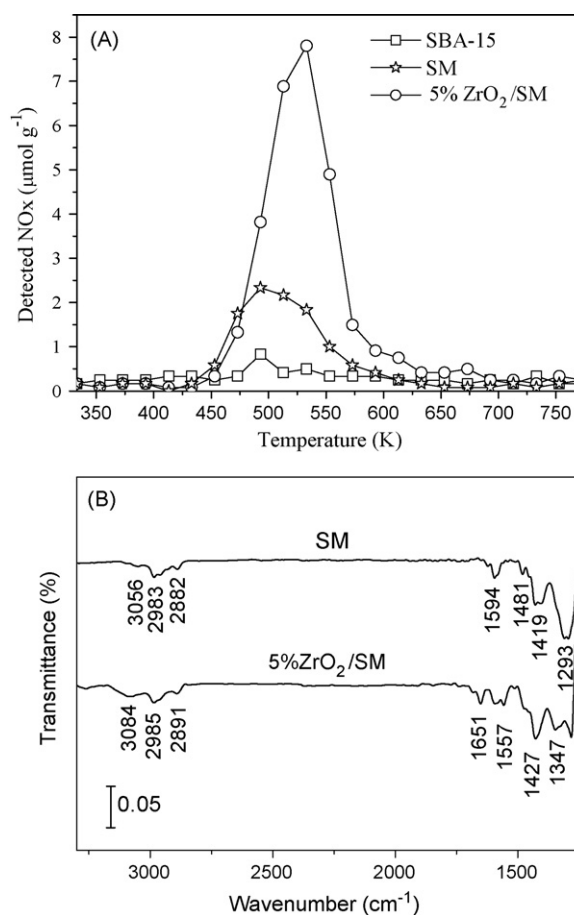 (A)
SBA-15
SM
5% ZrO₂/SM
Detected NOx (μmol g⁻¹)
8
7
6
5
4
3
2
1
0
350 400 450 500 550 600 650 700 750
Temperature (K)
(B)
SM
3056 2983 2882 1594 1481 1419 1293
5%ZrO₂/SM
3084 2985 2891 1651 1557 1427 1347
Transmittance (%)
0.05
3000 2500 2000 1500
Wavenumber (cm⁻¹)